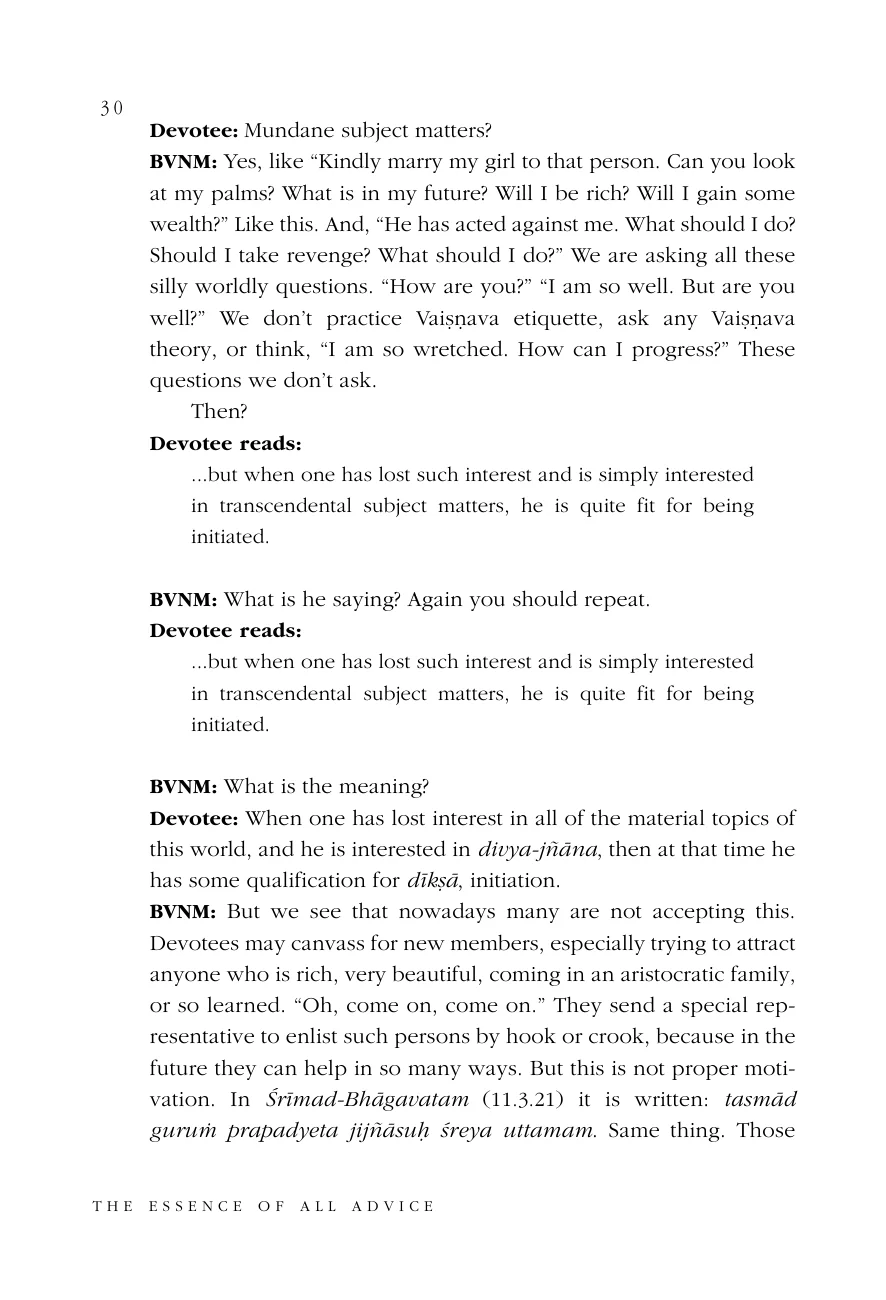 30
Devotee: Mundane subject matters?
BVNM: Yes, like “Kindly marry my girl to that person. Can you look
at my palms? What is in my future? Will I be rich? Will I gain some
wealth?” Like this. And, “He has acted against me. What should I do?
Should I take revenge? What should I do?” We are asking all these
silly worldly questions. “How are you?” “I am so well. But are you
well?” We don’t practice Vaiṣṇava etiquette, ask any Vaiṣṇava
theory, or think, “I am so wretched. How can I progress?” These
questions we don’t ask.
Then?
Devotee reads:
...but when one has lost such interest and is simply interested
in transcendental subject matters, he is quite fit for being
initiated.
BVNM: What is he saying? Again you should repeat.
Devotee reads:
...but when one has lost such interest and is simply interested
in transcendental subject matters, he is quite fit for being
initiated.
BVNM: What is the meaning?
Devotee: When one has lost interest in all of the material topics of
this world, and he is interested in divya-jñāna, then at that time he
has some qualification for dīkṣā, initiation.
BVNM: But we see that nowadays many are not accepting this.
Devotees may canvass for new members, especially trying to attract
anyone who is rich, very beautiful, coming in an aristocratic family,
or so learned. “Oh, come on, come on.” They send a special rep-
resentative to enlist such persons by hook or crook, because in the
future they can help in so many ways. But this is not proper moti-
vation. In Śrīmad-Bhāgavatam (11.3.21) it is written: tasmād
guruṁ prapadyeta jijñāsuḥ śreya uttamam. Same thing. Those
THE ESSENCE OF ALL ADVICE